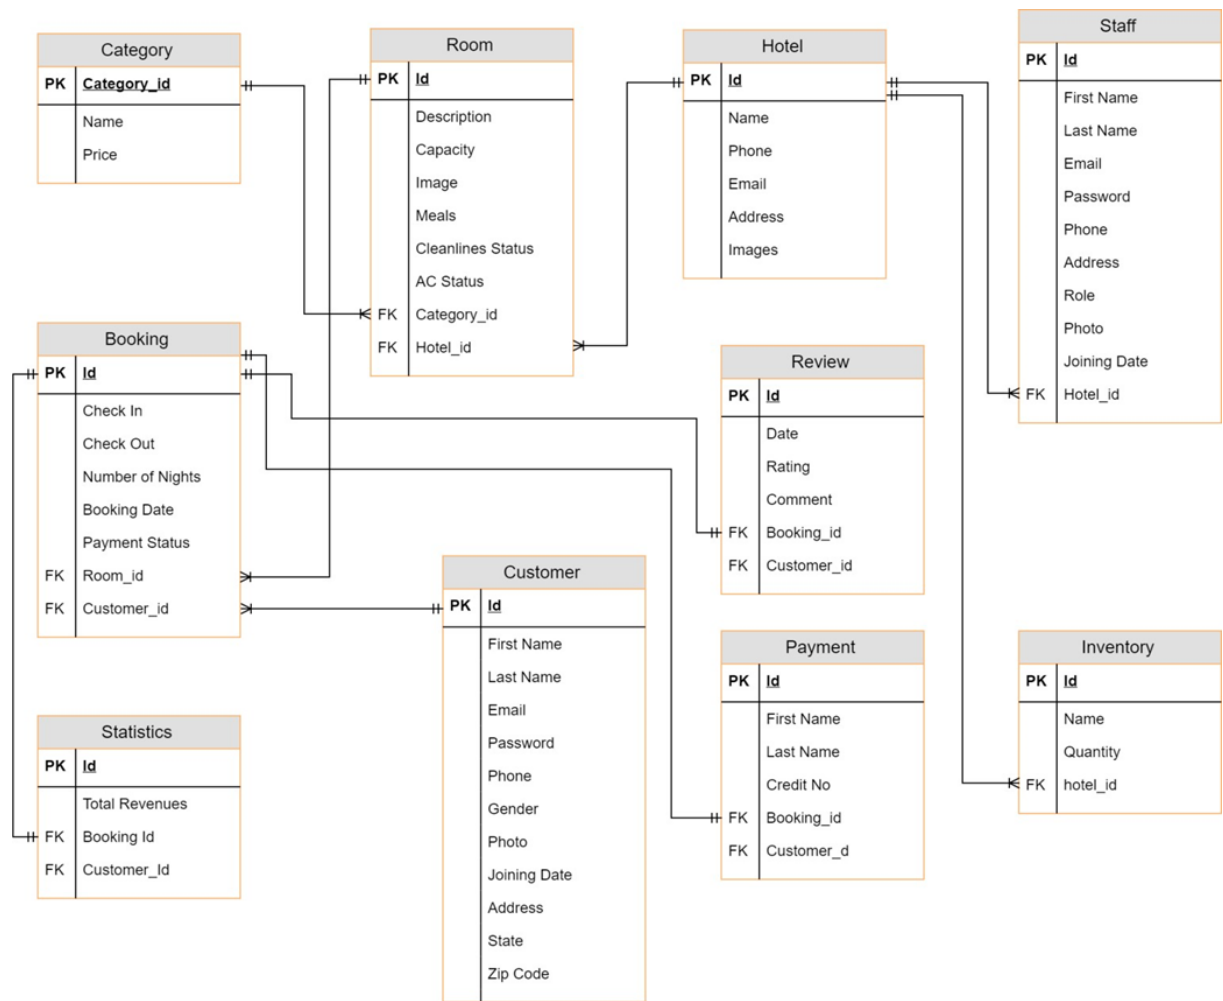 Category
PK Category_id
Name
Price
Room
PK Id
Description
Capacity
Image
Meals
Cleanlines Status
AC Status
FK Category_id
FK Hotel_id
Hotel
PK Id
Name
Phone
Email
Address
Images
Staff
PK Id
First Name
Last Name
Email
Password
Phone
Address
Role
Photo
Joining Date
FK Hotel_id
Booking
PK Id
Check In
Check Out
Number of Nights
Booking Date
Payment Status
FK Room_id
FK Customer_id
Review
PK Id
Date
Rating
Comment
FK Booking_id
FK Customer_id
Customer
PK Id
First Name
Last Name
Email
Password
Phone
Gender
Photo
Joining Date
Address
State
Zip Code
Payment
PK Id
First Name
Last Name
Credit No
FK Booking_id
FK Customer_d
Inventory
PK Id
Name
Quantity
FK hotel_id
Statistics
PK Id
Total Revenues
FK Booking Id
FK Customer_Id